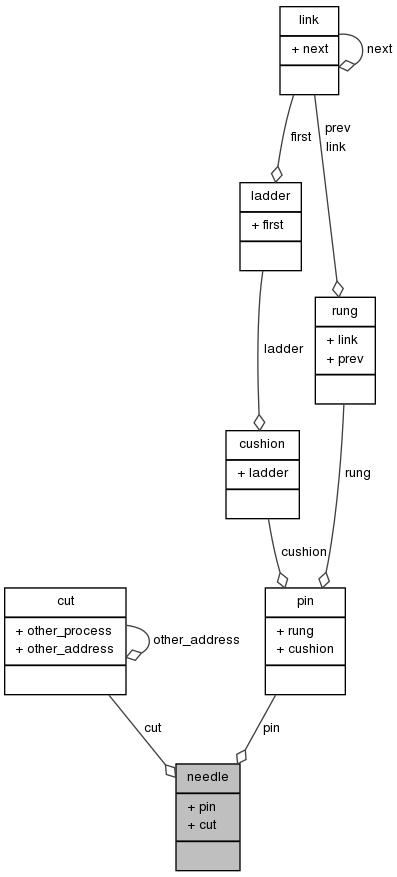 link
+ next
next
first
prev
link
ladder
+ first
rung
+ link
+ prev
ladder
cushion
+ ladder
rung
cushion
cut
+ other_process
+ other_address
other_address
pin
+ rung
+ cushion
cut
pin
needle
+ pin
+ cut